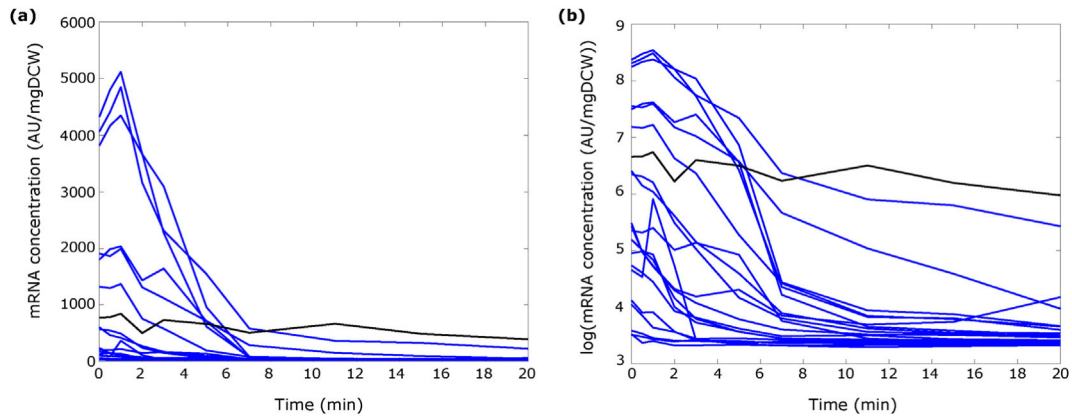 (a)
mRNA concentration (AU/mgDCW)
6000
5000
4000
3000
2000
1000
0
0 2 4 6 8 10 12 14 16 18 20
Time (min)
(b)
log(mRNA concentration (AU/mgDCW))
9
8
7
6
5
4
3
0 2 4 6 8 10 12 14 16 18 20
Time (min)